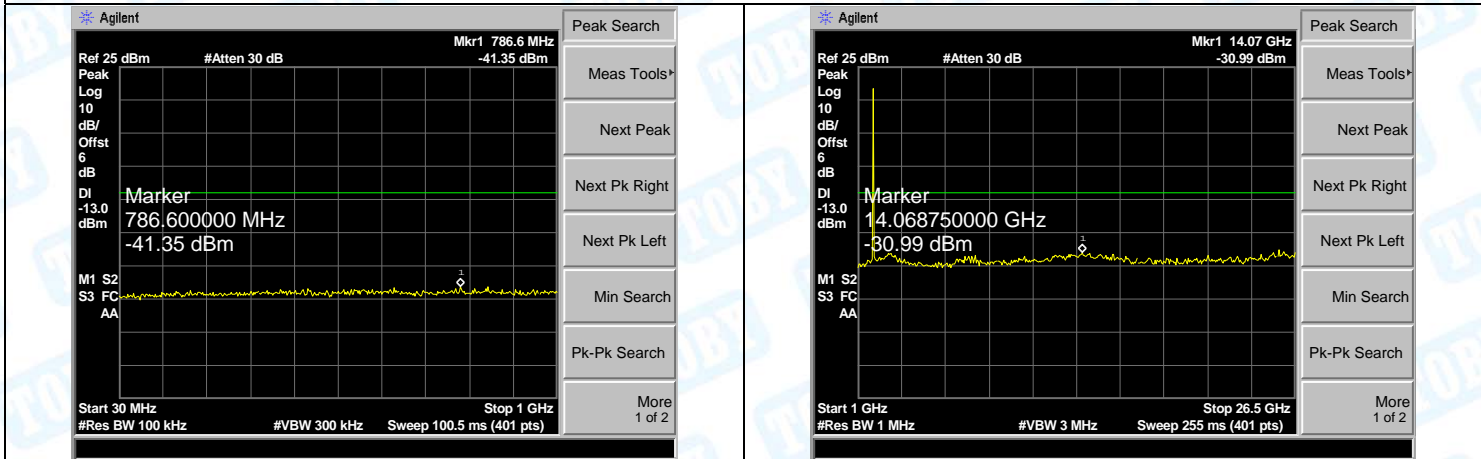 Agilent
Peak Search
Mkr1 786.6 MHz
Ref 25 dBm #Atten 30 dB -41.35 dBm
Peak
Log
10
dB/
Offst
6
dB
DI
-13.0
dBm
Marker
786.600000 MHz
-41.35 dBm
1
M1 S2
S3 FC
AA
Start 30 MHz Stop 1 GHz
#Res BW 100 kHz #VBW 300 kHz Sweep 100.5 ms (401 pts)
Meas Tools
Next Peak
Next Pk Right
Next Pk Left
Min Search
Pk-Pk Search
More
1 of 2
Agilent
Peak Search
Mkr1 14.07 GHz
Ref 25 dBm #Atten 30 dB -30.99 dBm
Peak
Log
10
dB/
Offst
6
dB
DI
-13.0
dBm
Marker
14.068750000 GHz
-30.99 dBm
1
M1 S2
S3 FC
AA
Start 1 GHz Stop 26.5 GHz
#Res BW 1 MHz #VBW 3 MHz Sweep 255 ms (401 pts)
Meas Tools
Next Peak
Next Pk Right
Next Pk Left
Min Search
Pk-Pk Search
More
1 of 2
TOBY